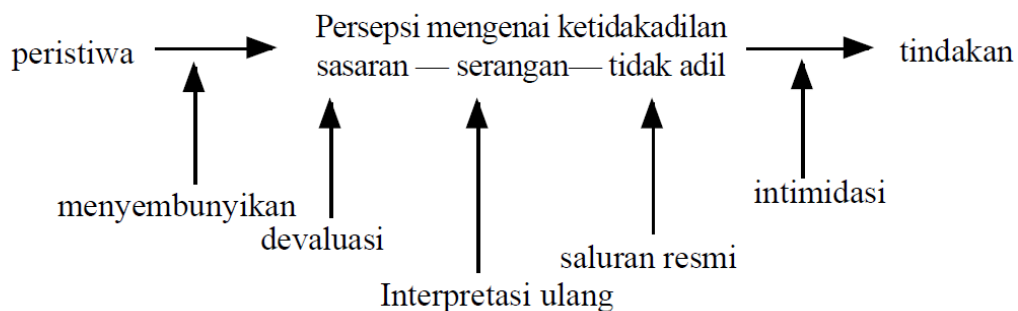 peristiwa
Persepsi mengenai ketidakadilan
sasaran — serangan— tidak adil
tindakan
menyembunyikan
devaluasi
Interpretasi ulang
saluran resmi
intimidasi